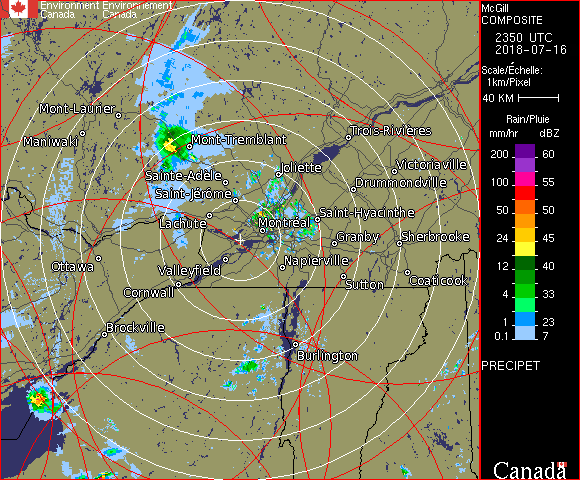 Environment Environnement
Canada Canada
McGill
COMPOSITE
2350 UTC
2018-07-16
Scale/Échelle:
1km/Pixel
40 KM
Rain/Pluie
mm/hr dBZ
200 60
100 55
50 50
24 45
12 40
4 33
1 23
0.1 7
PRECIPET
Canada
Mont-Laurier
Maniwaki
Mont-Tremblant
Trois-Rivières
Joliette
Victoriaville
Sainte-Adèle
Drummondville
Saint-Jérôme
Saint-Hyacinthe
Lachute
Montréal
Granby
Sherbrooke
Ottawa
Valleyfield
Napierville
Cornwall
Sutton
Coaticook
Brockville
Burlington